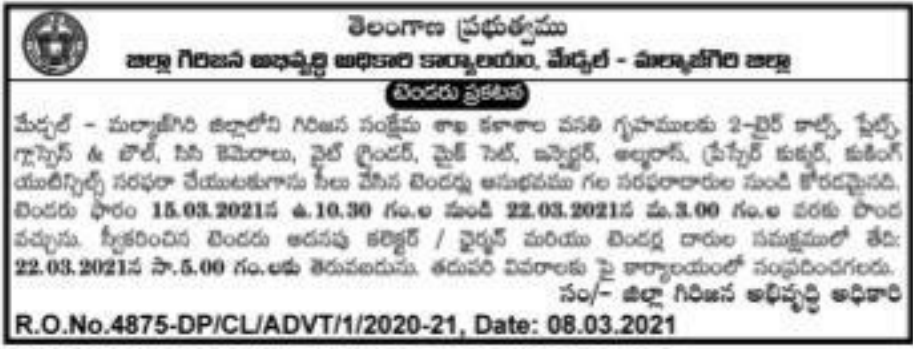 తెలంగాణ ప్రభుత్వము
జిల్లా గిరిజన అభివృద్ధి అధికారి కార్యాలయం, మేడ్చల్ - మల్కాజ్‌గిరి జిల్లా
టెండరు ప్రకటన
మేడ్చల్ - మల్కాజ్‌గిరి జిల్లాలోని గిరిజన సంక్షేమ శాఖ కళాశాల వసతి గృహములకు 2-టైర్ కాట్స్, ప్లేట్స్,
గ్లాస్సెస్ & బౌల్, సిసి కెమెరాలు, వైట్ గ్రైండర్, మైక్ సెట్, ఇన్వెర్టర్, అల్మరాస్, ప్రేస్సేర్ కుక్కర్, కుకింగ్
యుటెన్సిల్స్ సరఫరా చేయుటకుగాను సీలు వేసిన టెండర్లు అనుభవము గల సరఫరాదారుల నుండి కోరడమైనది.
టెండరు ఫారం 15.03.2021న ఉ.10.30 గం.ల నుండి 22.03.2021న మ.3.00 గం.ల వరకు పొంద
వచ్చును. స్వీకరించిన టెండరు అదనపు కలెక్టర్ / చైర్మన్ మరియు టెండర్ల దారుల సమక్షములో తేది:
22.03.2021న సా.5.00 గం.లకు తెరువబడును. తదుపరి వివరాలకు పై కార్యాలయంలో సంప్రదించగలరు.
సం/- జిల్లా గిరిజన అభివృద్ధి అధికారి
R.O.No.4875-DP/CL/ADVT/1/2020-21, Date: 08.03.2021